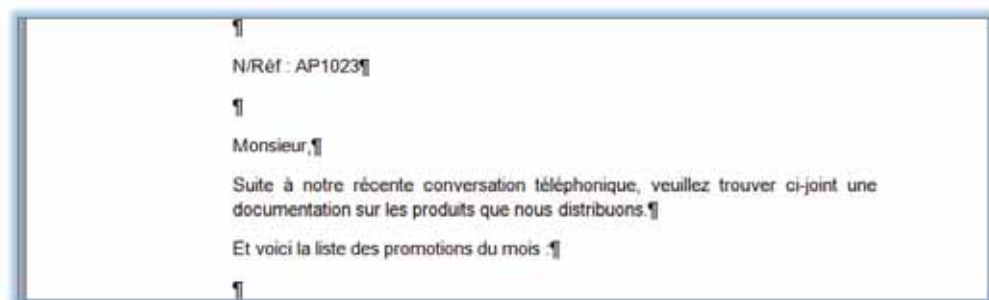 ¶
N/Réf : AP1023¶
¶
Monsieur,¶
Suite à notre récente conversation téléphonique, veuillez trouver ci-joint une
documentation sur les produits que nous distribuons.¶
Et voici la liste des promotions du mois :¶
¶